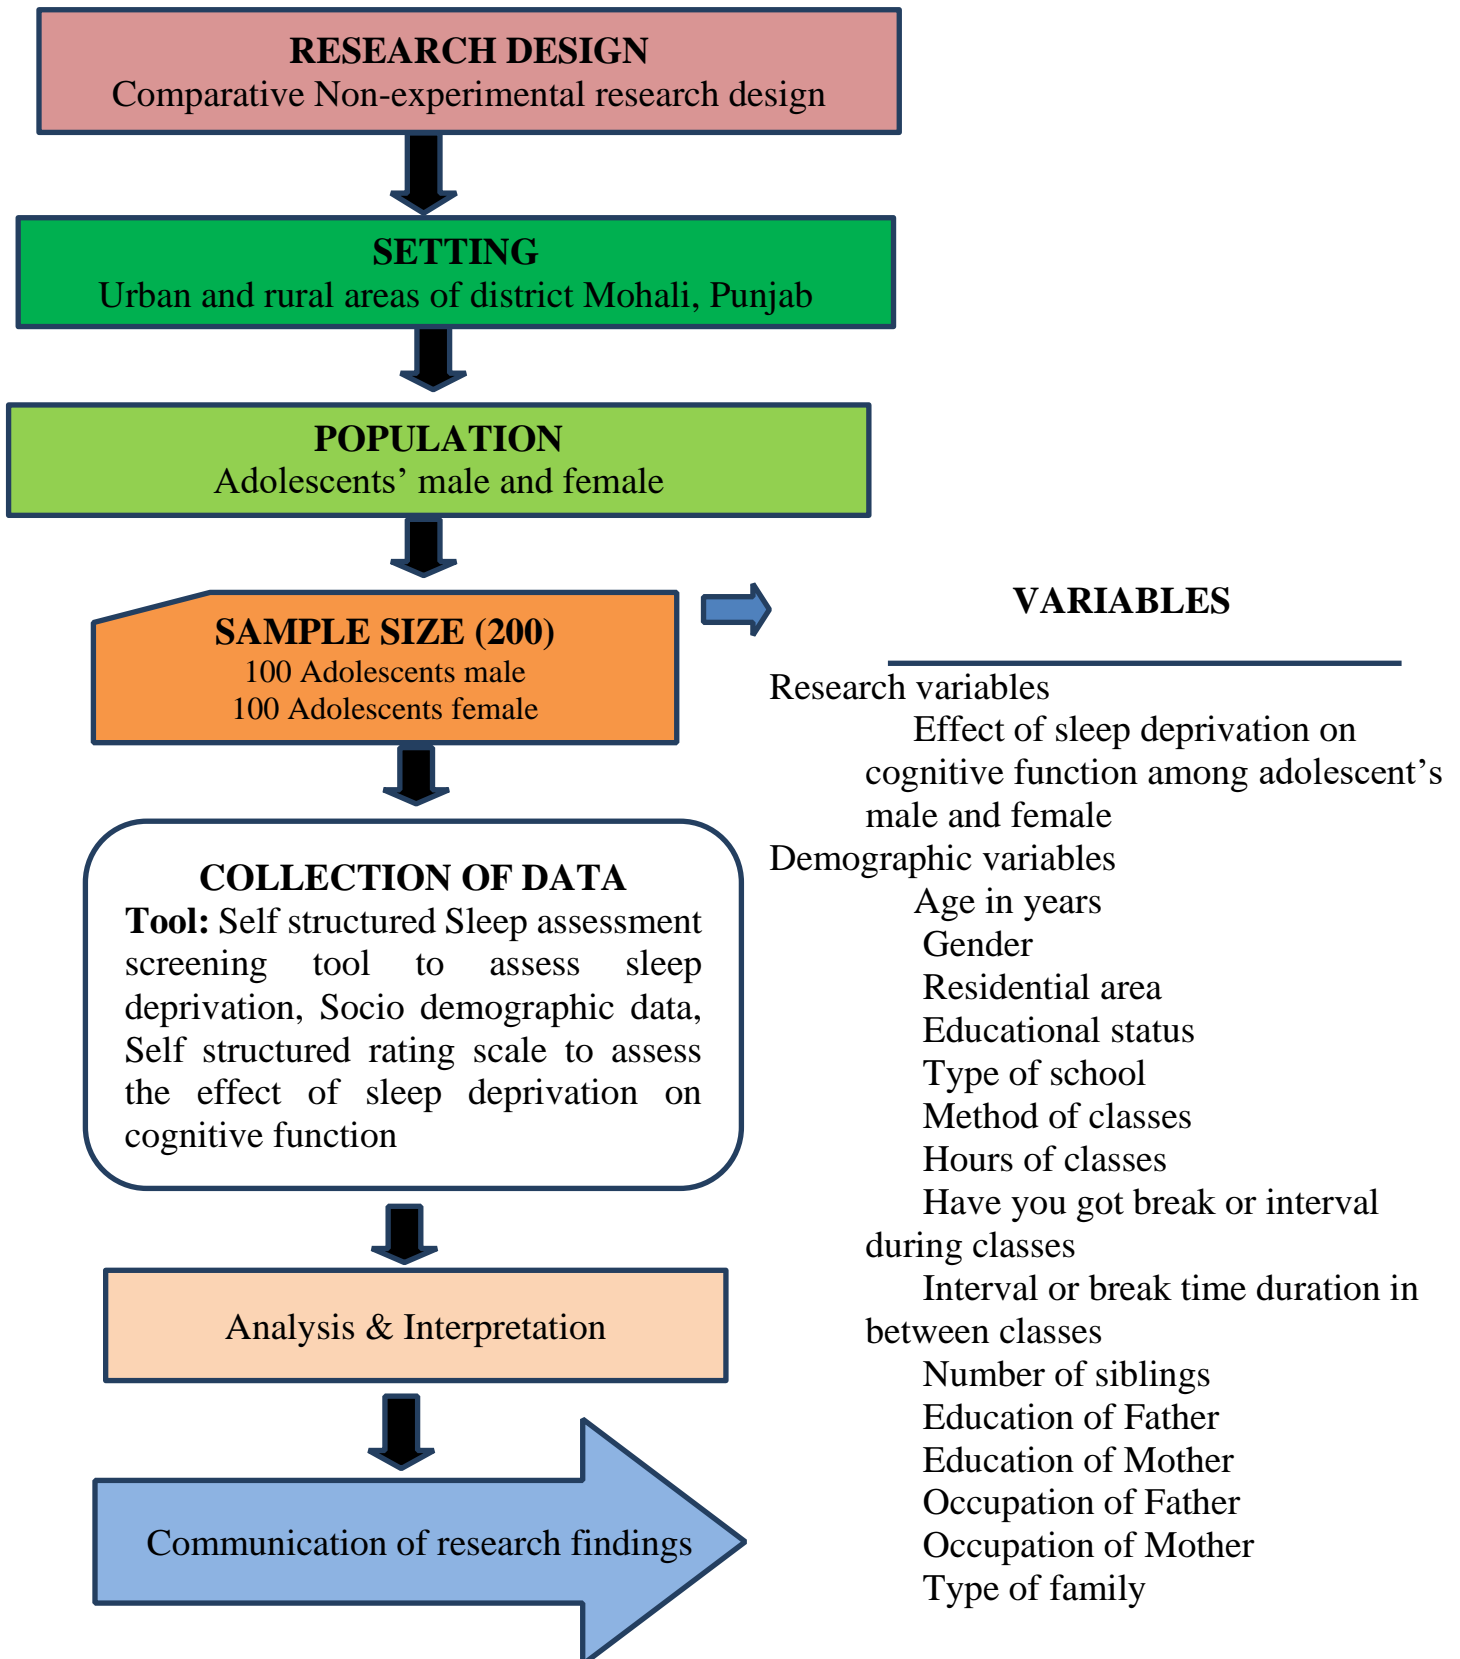 RESEARCH DESIGN
Comparative Non-experimental research design
SETTING
Urban and rural areas of district Mohali, Punjab
POPULATION
Adolescents’ male and female
SAMPLE SIZE (200)
100 Adolescents male
100 Adolescents female
COLLECTION OF DATA
Tool: Self structured Sleep assessment
screening tool to assess sleep
deprivation, Socio demographic data,
Self structured rating scale to assess
the effect of sleep deprivation on
cognitive function
Analysis & Interpretation
Communication of research findings
VARIABLES
Research variables
Effect of sleep deprivation on
cognitive function among adolescent’s
male and female
Demographic variables
Age in years
Gender
Residential area
Educational status
Type of school
Method of classes
Hours of classes
Have you got break or interval
during classes
Interval or break time duration in
between classes
Number of siblings
Education of Father
Education of Mother
Occupation of Father
Occupation of Mother
Type of family